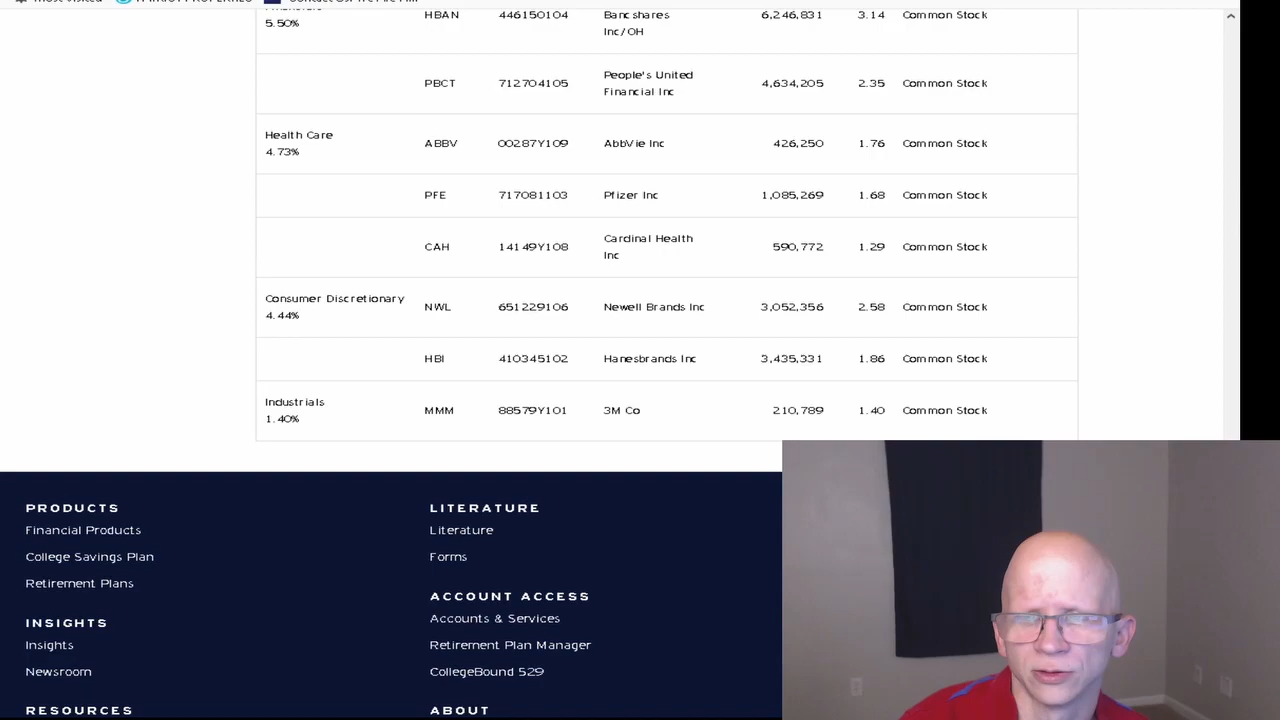 HBAN 446150104 Bancshares 6,246,831 3.14 Common Stock
5.50%
Inc/OH
People's United
PBCT 712704105 4,634,205 2.35 Common Stock
Financial Inc
Health Care
ABBV 00287Y109 AbbVie Inc 426,250 1.76 Common Stock
4.73%
PFE 717081103 Pfizer Inc 1,085,269 1.68 Common Stock
Cardinal Health
CAH 14149Y108 590,772 1.29 Common Stock
Inc
Consumer Discretionary
NWL 651229106 Newell Brands Inc 3,052,356 2.58 Common Stock
4.44%
HBI 410345102 Hanesbrands Inc 3,435,331 1.86 Common Stock
Industrials
MMM 88579Y101 3M Co 210,789 1.40 Common Stock
1.40%
PRODUCTS
Financial Products
College Savings Plan
Retirement Plans
INSIGHTS
Insights
Newsroom
RESOURCES
LITERATURE
Literature
Forms
ACCOUNT ACCESS
Accounts & Services
Retirement Plan Manager
CollegeBound 529
ABOUT